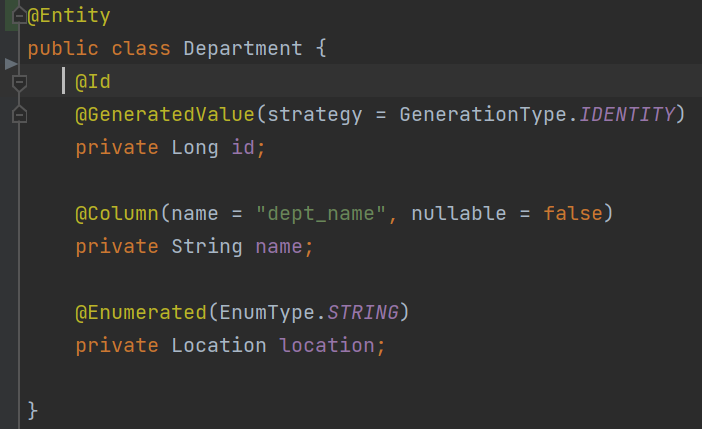 @Entity
public class Department {
    @Id
    @GeneratedValue(strategy = GenerationType.IDENTITY)
    private Long id;
    @Column(name = "dept_name", nullable = false)
    private String name;
    @Enumerated(EnumType.STRING)
    private Location location;
}